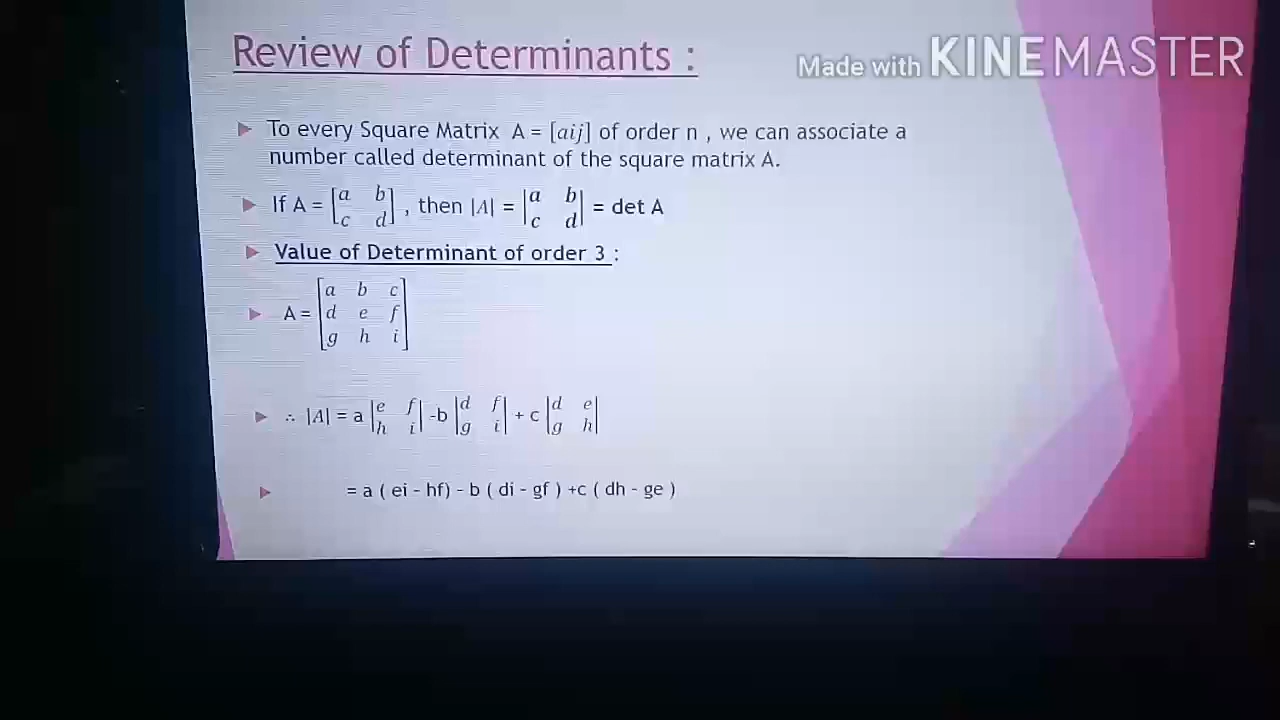 Review of Determinants :
Made with KINEMASTER
To every Square Matrix A = [aij] of order n , we can associate a
number called determinant of the square matrix A.
If A = [a b c d] , then |A| = |a b c d| = det A
Value of Determinant of order 3 :
A = [a b c d e f g h i]
∴ |A| = a |e f h i| -b |d f g i| + c |d e g h|
= a ( ei - hf) - b ( di - gf ) +c ( dh - ge )